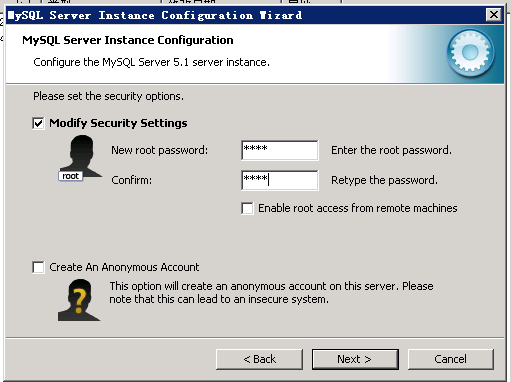 MySQL Server Instance Configuration Wizard
MySQL Server Instance Configuration
Configure the MySQL Server 5.1 server instance.
Please set the security options.
Modify Security Settings
root
New root password:
****
Enter the root password.
Confirm:
****
Retype the password.
Enable root access from remote machines
Create An Anonymous Account
This option will create an anonymous account on this server. Please
note that this can lead to an insecure system.
< Back
Next >
Cancel